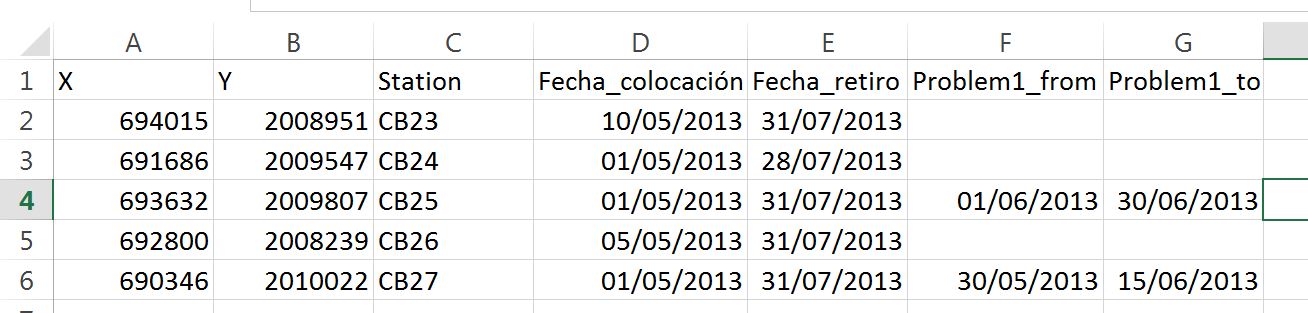 A B C D E F G
1 X Y Station Fecha_colocación Fecha_retiro Problem1_from Problem1_to
2 694015 2008951 CB23 10/05/2013 31/07/2013
3 691686 2009547 CB24 01/05/2013 28/07/2013
4 693632 2009807 CB25 01/05/2013 31/07/2013 01/06/2013 30/06/2013
5 692800 2008239 CB26 05/05/2013 31/07/2013
6 690346 2010022 CB27 01/05/2013 31/07/2013 30/05/2013 15/06/2013